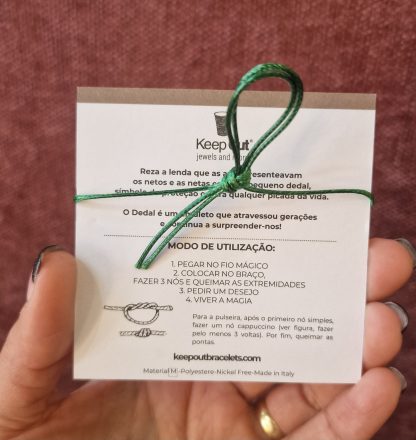 Keep Out®
jewels and more
Reza a lenda que as a presenteavam
os netos e as netas c pequeno dedal,
símbolo de proteção c a qualquer picada da vida.
O Dedal é um leto que atravessou gerações
e continua a surpreender-nos!
MODO DE UTILIZAÇÃO:
1. PEGAR NO FIO MÁGICO
2. COLOCAR NO BRAÇO,
FAZER 3 NÓS E QUEIMAR AS EXTREMIDADES
3. PEDIR UM DESEJO
4. VIVER A MAGIA
Para a pulseira, após o primeiro nó simples,
fazer um nó cappuccino (ver figura, fazer
pelo menos 3 voltas). Por fim, queimar as
pontas.
keepoutbracelets.com
Material M-Polyestere-Nickel Free-Made in Italy